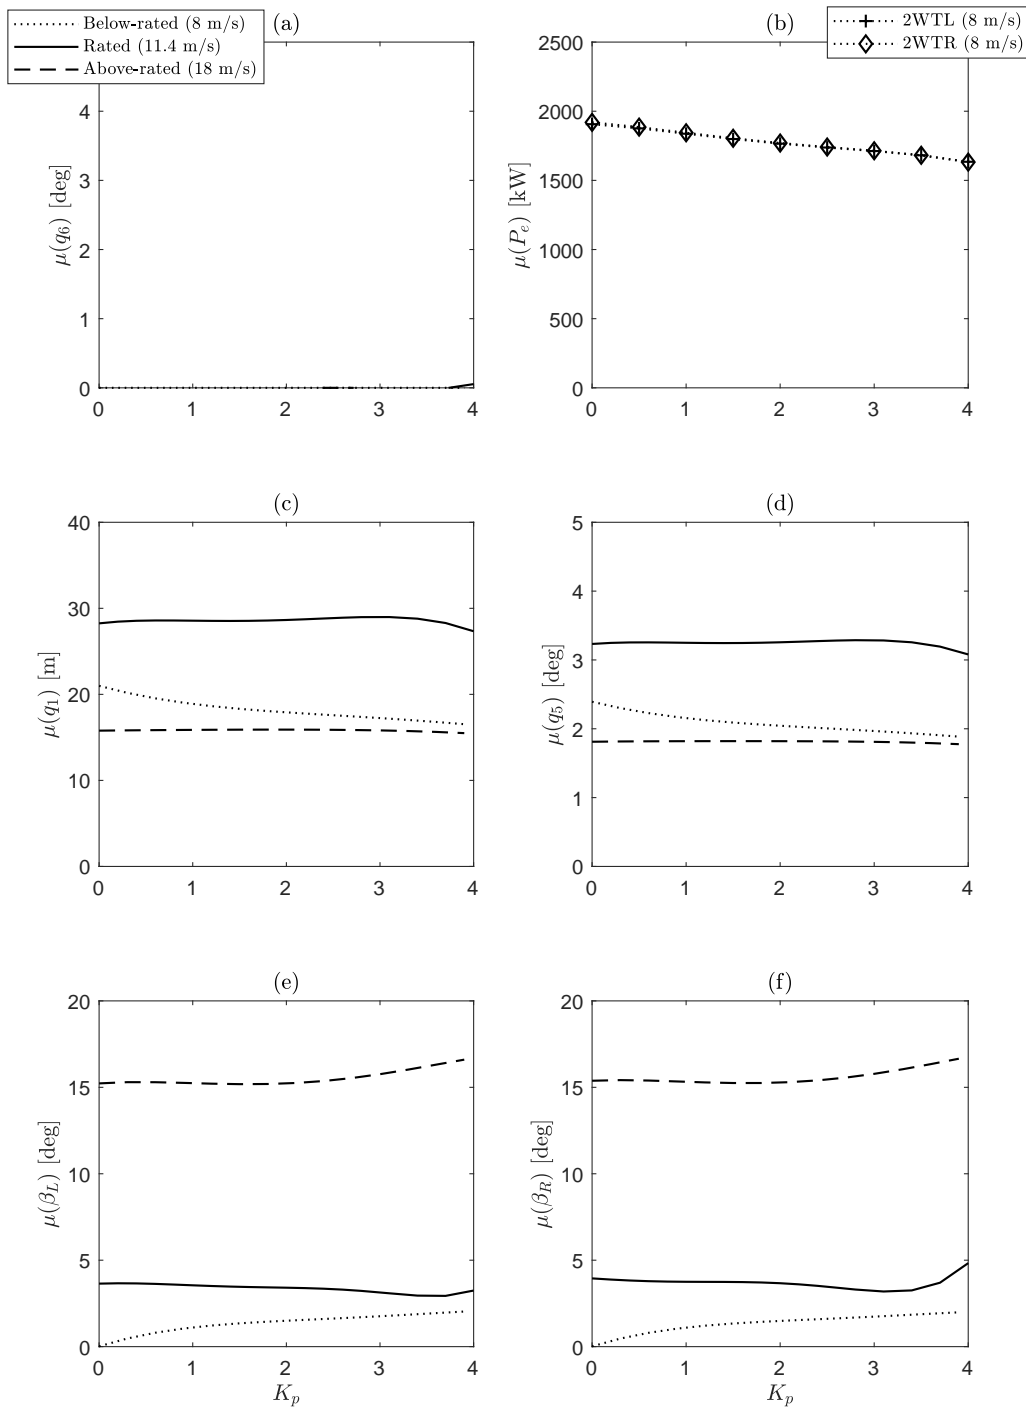 Below-rated (8 m/s)
Rated (11.4 m/s)
Above-rated (18 m/s)
(a)
4
3
2
1
0
μ(q6) [deg]
0 1 2 3 4
(b)
2WTL (8 m/s)
2WTR (8 m/s)
2500
2000
1500
1000
500
0
μ(Pe) [kW]
0 1 2 3 4
(c)
40
30
20
10
0
μ(q1) [m]
0 1 2 3 4
(d)
5
4
3
2
1
0
μ(q5) [deg]
0 1 2 3 4
(e)
20
15
10
5
0
μ(βL) [deg]
0 1 2 3 4
Kp
(f)
20
15
10
5
0
μ(βR) [deg]
0 1 2 3 4
Kp